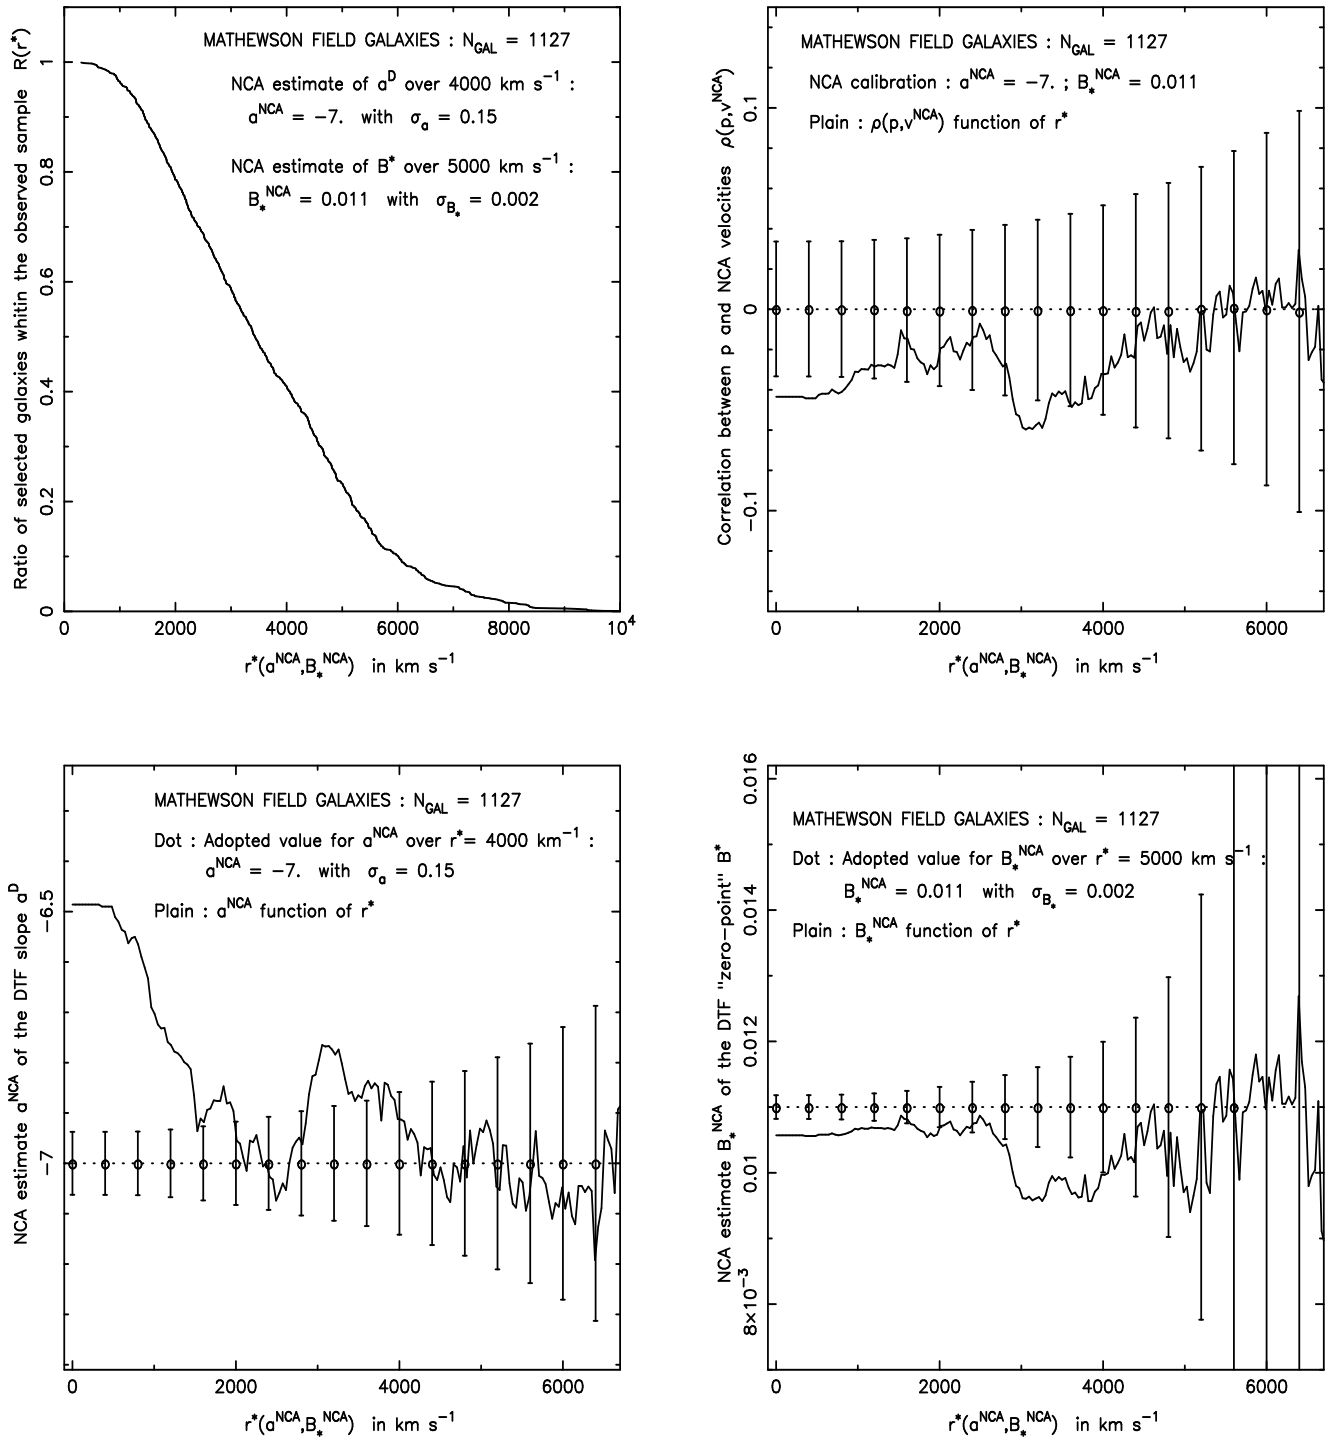 MATHEWSON FIELD GALAXIES : N_GAL = 1127
NCA estimate of a^D over 4000 km s^−1 :
a^NCA = −7. with σ_a = 0.15
NCA estimate of B^* over 5000 km s^−1 :
B_*^NCA = 0.011 with σ_B_* = 0.002
Ratio of selected galaxies whitin the observed sample R(r^*)
1
0.8
0.6
0.4
0.2
0
0 2000 4000 6000 8000 10^4
r^*(a^NCA,B_*^NCA) in km s^−1
MATHEWSON FIELD GALAXIES : N_GAL = 1127
NCA calibration : a^NCA = −7. ; B_*^NCA = 0.011
Plain : ρ(p,v^NCA) function of r^*
Correlation between p and NCA velocities ρ(p,v^NCA)
0.1
0
−0.1
0 2000 4000 6000
r^*(a^NCA,B_*^NCA) in km s^−1
MATHEWSON FIELD GALAXIES : N_GAL = 1127
Dot : Adopted value for a^NCA over r^*= 4000 km^−1 :
a^NCA = −7. with σ_a = 0.15
Plain : a^NCA function of r^*
NCA estimate a^NCA of the DTF slope a^D
−6.5
−7
0 2000 4000 6000
r^*(a^NCA,B_*^NCA) in km s^−1
MATHEWSON FIELD GALAXIES : N_GAL = 1127
Dot : Adopted value for B_*^NCA over r^* = 5000 km s^−1 :
B_*^NCA = 0.011 with σ_B_* = 0.002
Plain : B_*^NCA function of r^*
NCA estimate B_*^NCA of the DTF "zero−point" B^*
0.016
0.014
0.012
0.01
8×10^−3
0 2000 4000 6000
r^*(a^NCA,B_*^NCA) in km s^−1